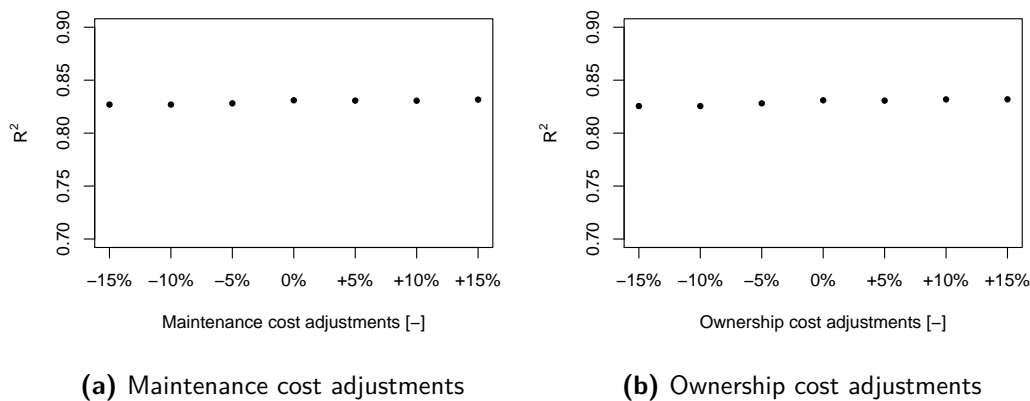 0.90
0.85
0.80
0.75
0.70
R²
−15% −10% −5% 0% +5% +10% +15%
Maintenance cost adjustments [−]
(a) Maintenance cost adjustments
0.90
0.85
0.80
0.75
0.70
R²
−15% −10% −5% 0% +5% +10% +15%
Ownership cost adjustments [−]
(b) Ownership cost adjustments